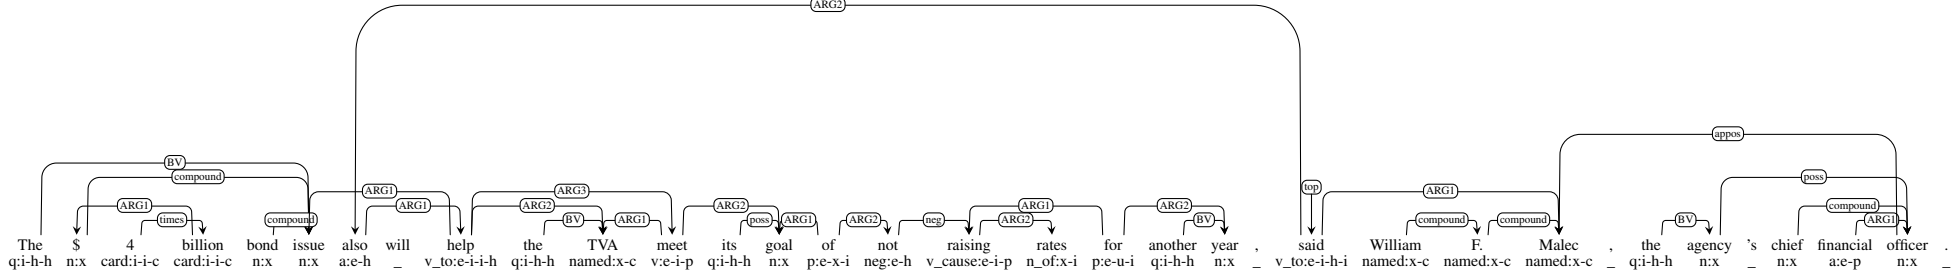 ARG2
appos
BV
compound poss
ARG1 ARG3 top ARG1
ARG1 ARG1 ARG2 ARG2 poss ARG1 ARG2 compound
times compound BV ARG1 poss ARG1 ARG2 neg ARG2 BV compound compound BV ARG1
The $ 4 billion bond issue also will help the TVA meet its goal of not raising rates for another year , said William F. Malec , the agency 's chief financial officer .
q:i-h-h n:x card:i-i-c card:i-i-c n:x n:x a:e-h _ v_to:e-i-i-h q:i-h-h named:x-c v:e-i-p q:i-h-h n:x p:e-x-i neg:e-h v_cause:e-i-p n_of:x-i p:e-u-i q:i-h-h n:x _ v_to:e-i-h-i named:x-c named:x-c named:x-c _ q:i-h-h n:x _ n:x a:e-p n:x _